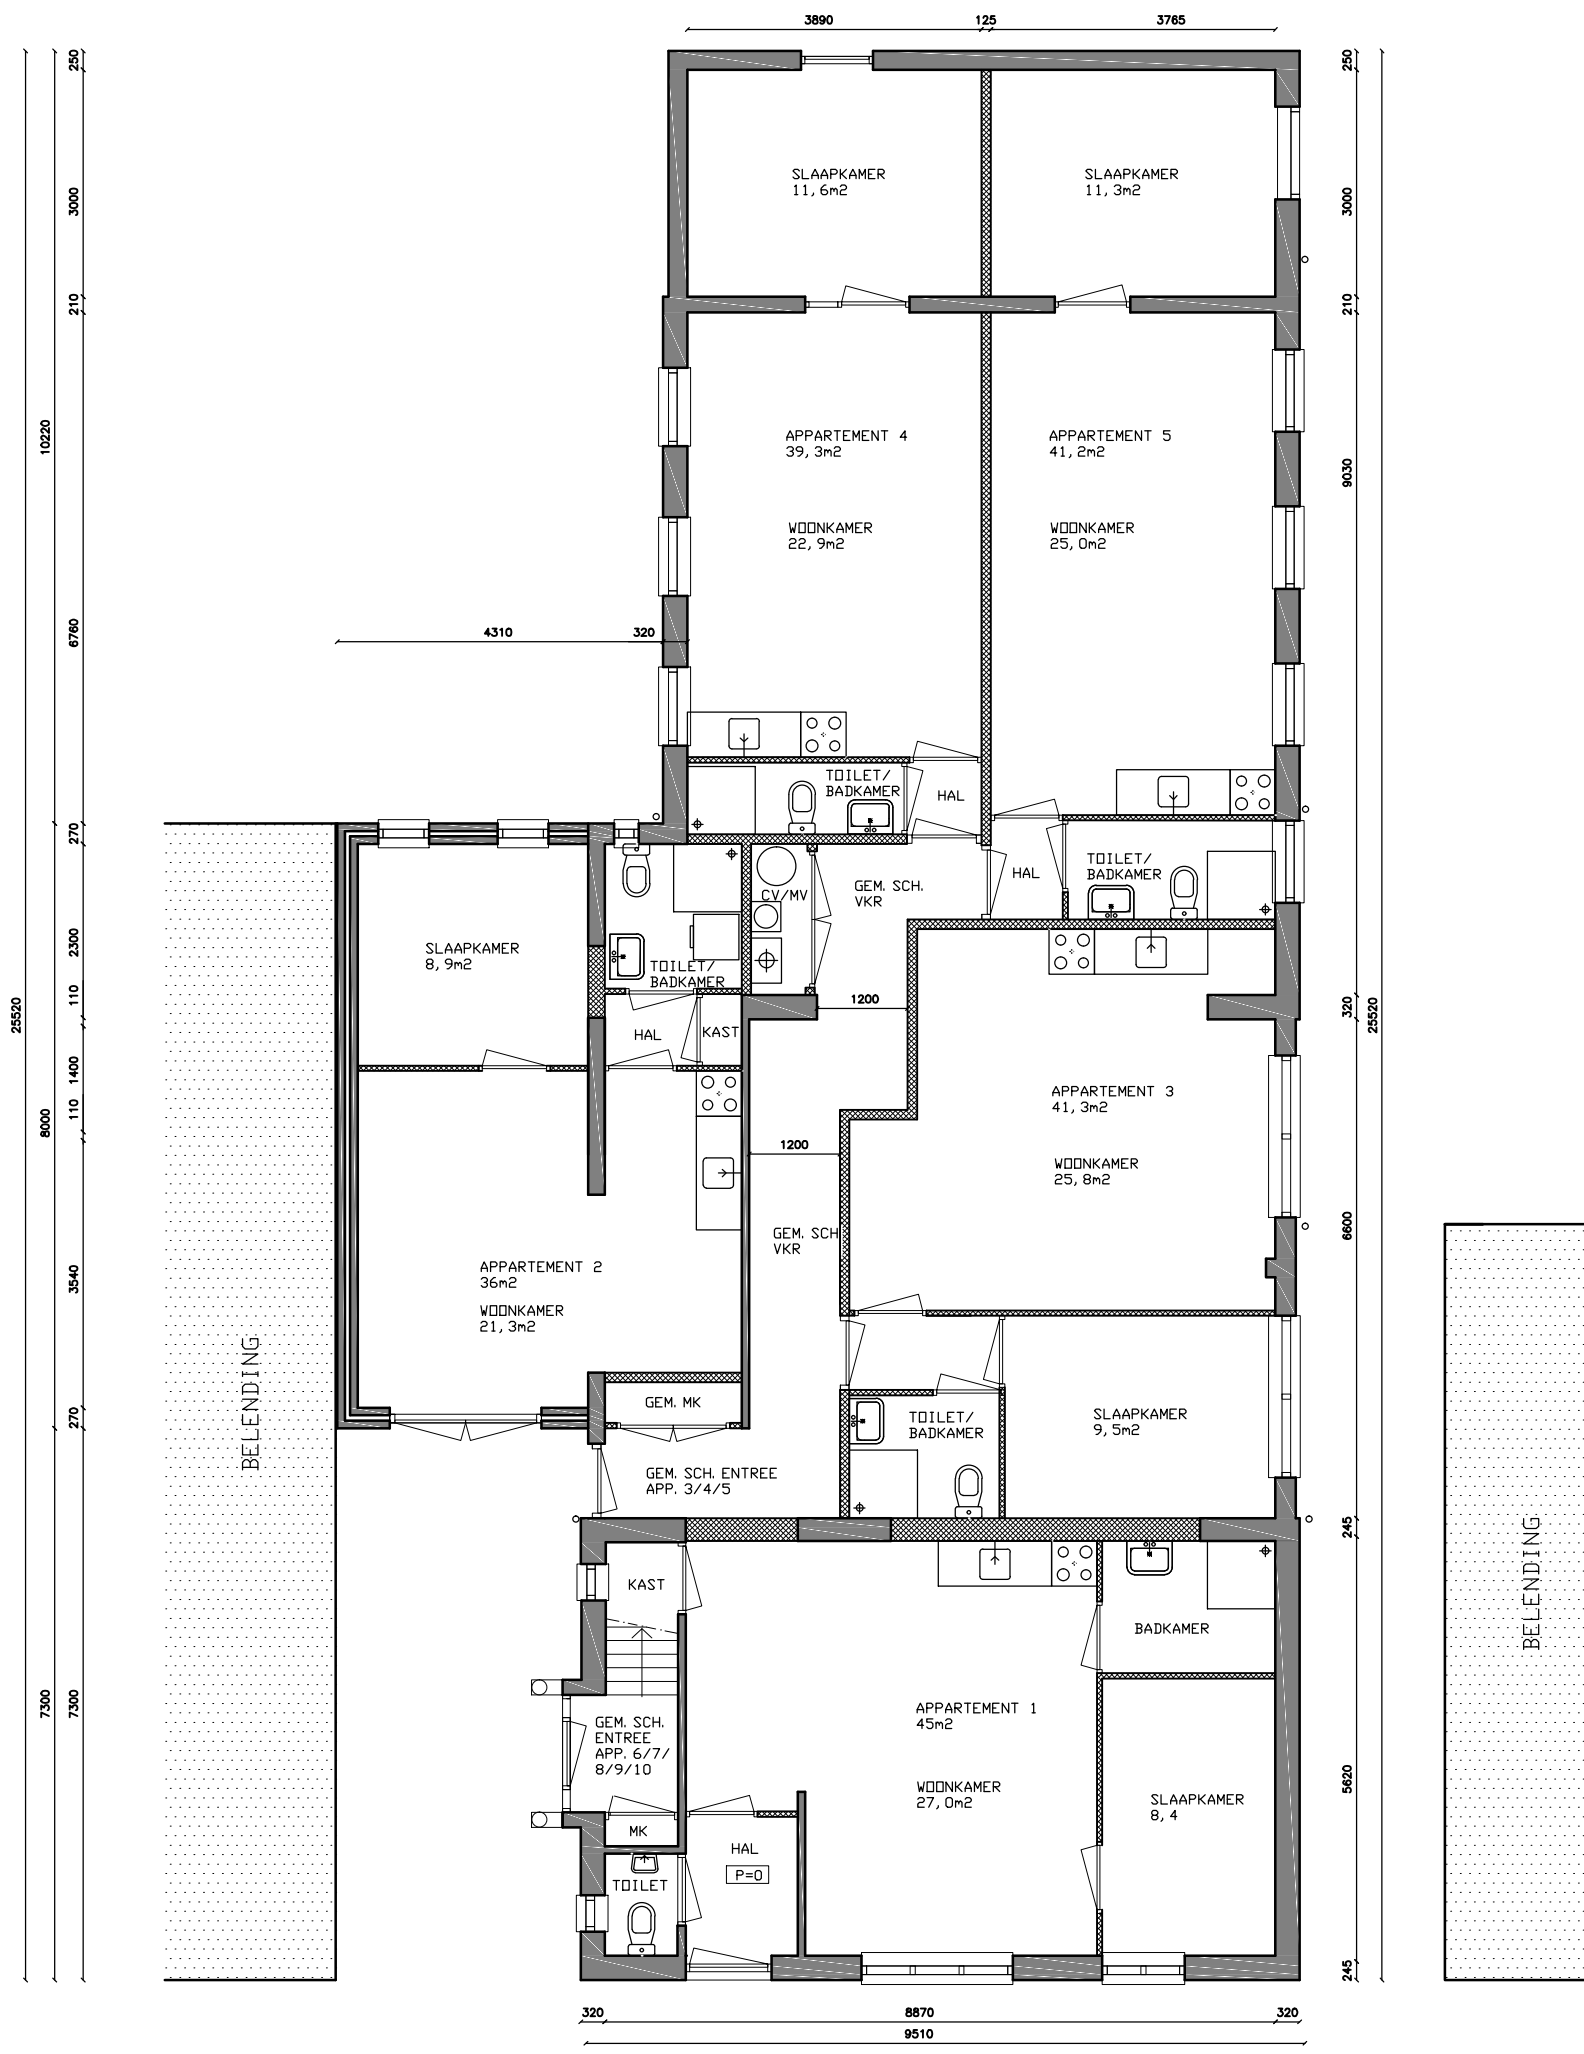 3890 125 3765
250
250
SLAAPKAMER
11,6m2
SLAAPKAMER
11,3m2
3000
3000
210
210
10220
APPARTEMENT 4
39,3m2
APPARTEMENT 5
41,2m2
9030
WOONKAMER
22,9m2
WOONKAMER
25,0m2
6760
4310 320
TOILET/
BADKAMER
HAL
270
TOILET/
BADKAMER
HAL
GEM. SCH.
VKR
CV/MV
SLAAPKAMER
8,9m2
2300
TOILET/
BADKAMER
110
1200
320
25520
25520
HAL
KAST
1400
110
8000
APPARTEMENT 3
41,3m2
1200
WOONKAMER
25,8m2
GEM. SCH
VKR
6600
3540
APPARTEMENT 2
36m2
WOONKAMER
21,3m2
BELENDING
GEM. MK
270
TOILET/
BADKAMER
SLAAPKAMER
9,5m2
GEM. SCH. ENTREE
APP. 3/4/5
245
BELENDING
KAST
BADKAMER
7300
7300
GEM. SCH.
ENTREE
APP. 6/7/
8/9/10
APPARTEMENT 1
45m2
WOONKAMER
27,0m2
SLAAPKAMER
8,4
5620
MK
HAL
P=0
TOILET
245
320 8870 320
9510